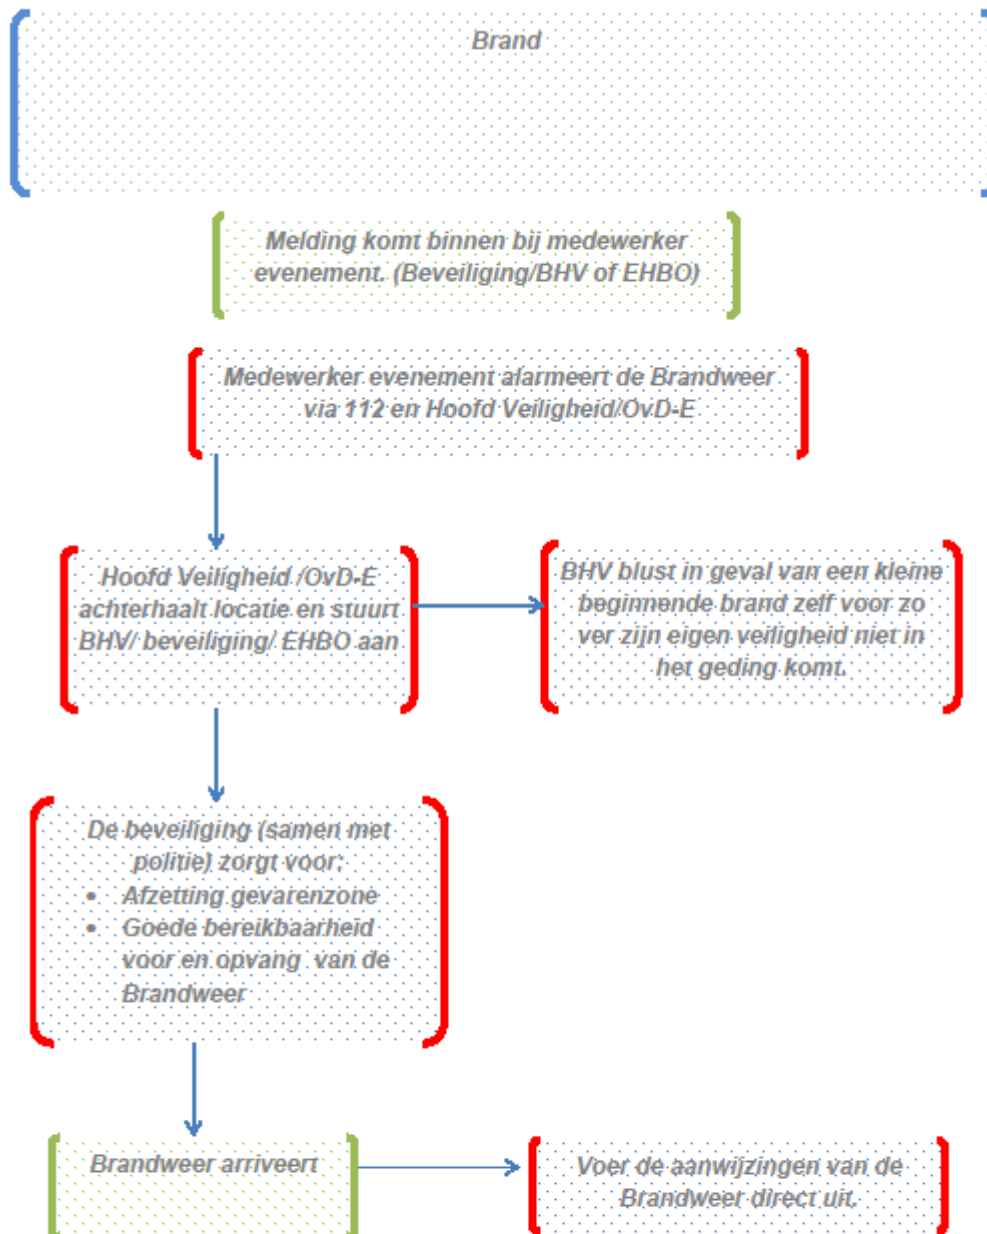 Brand
Melding komt binnen bij medewerker
evenement. (Beveiliging/BHV of EHBO)
Medewerker evenement alarmeert de Brandweer
via 112 en Hoofd Veiligheid/OvD-E
Hoofd Veiligheid /OvD-E
achterhaalt locatie en stuurt
BHV/ beveiliging/ EHBO aan
BHV blust in geval van een kleine
beginnende brand zelf voor zo
ver zijn eigen veiligheid niet in
het geding komt.
De beveiliging (samen met
politie) zorgt voor;
• Afzetting gevarenzone
• Goede bereikbaarheid
voor en opvang van de
Brandweer
Brandweer arriveert
Voer de aanwijzingen van de
Brandweer direct uit.